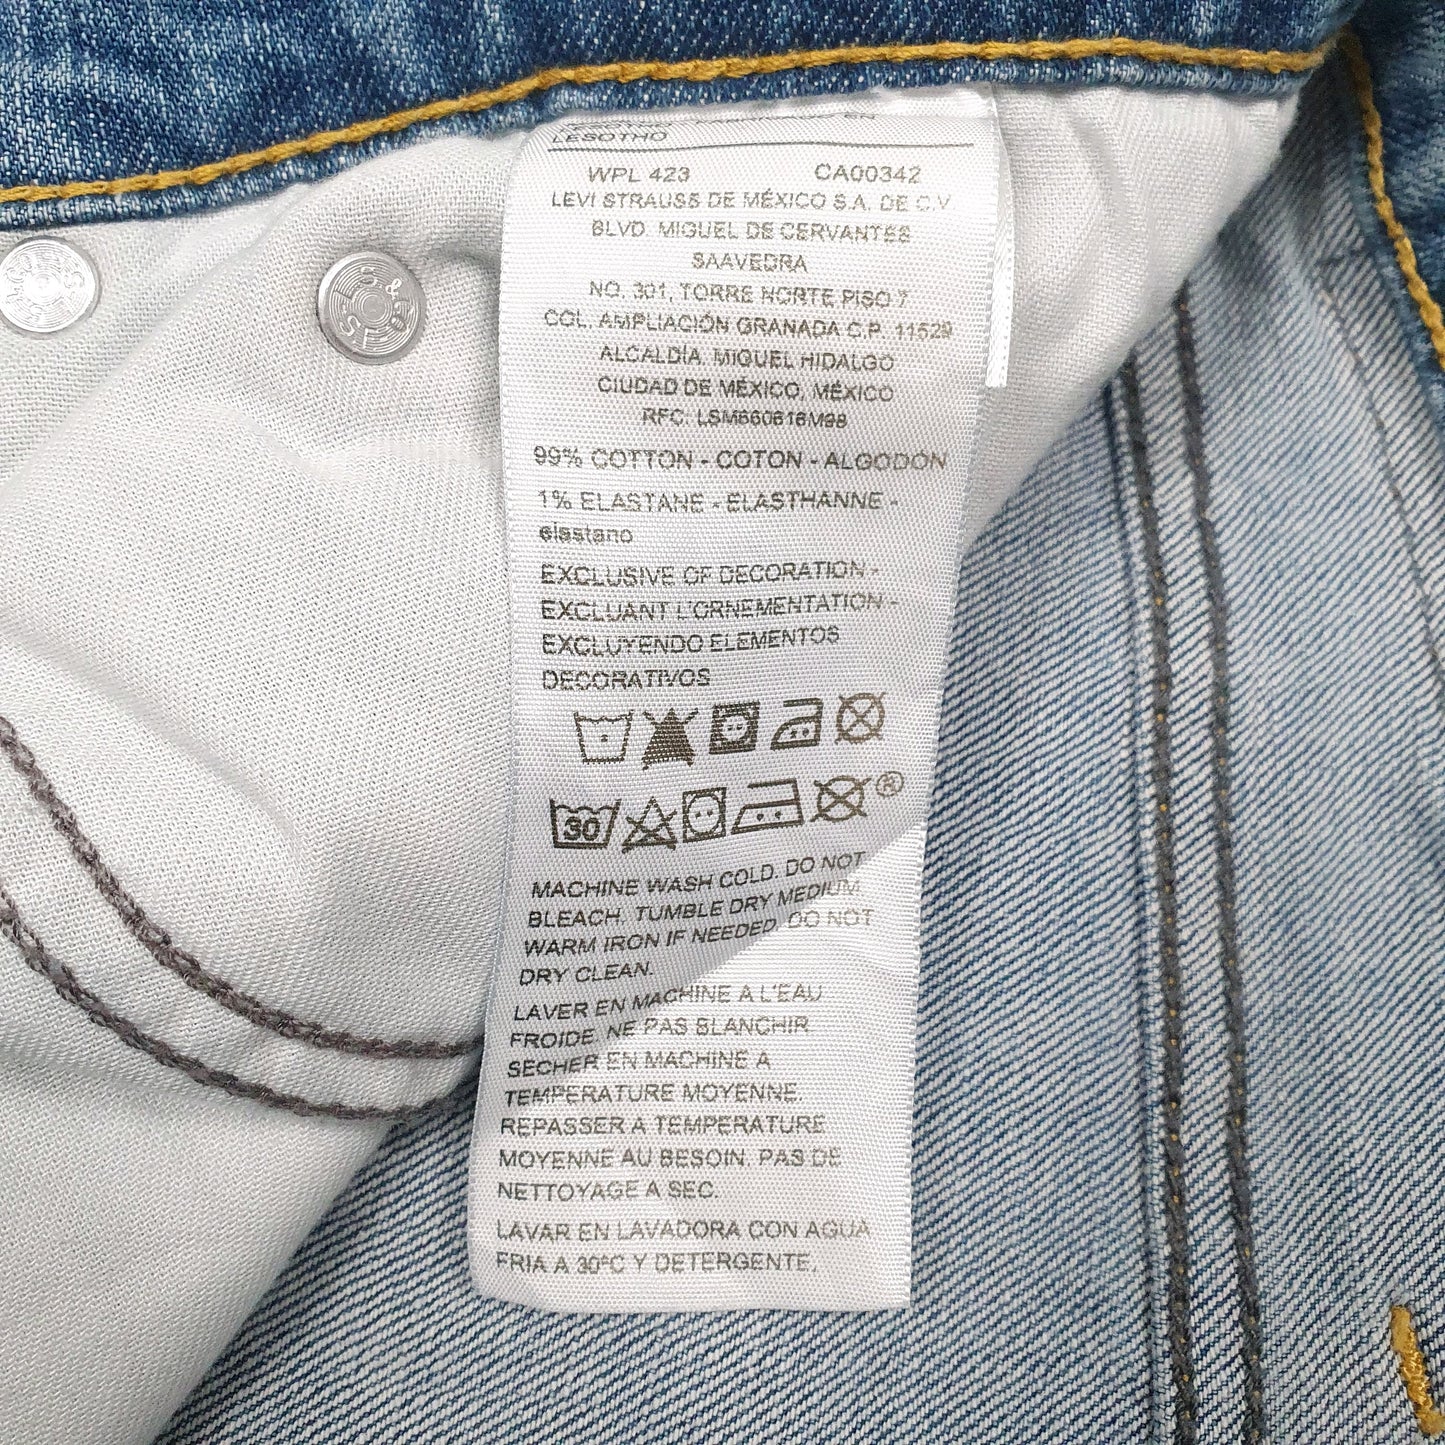 LESOTHO
WPL 423 CA00342
LEVI STRAUSS DE MÉXICO S.A. DE C.V.
BLVD. MIGUEL DE CERVANTES
SAAVEDRA
NO. 301, TORRE NORTE PISO 7
COL. AMPLIACIÓN GRANADA C.P. 11529
ALCALDÍA, MIGUEL HIDALGO
CIUDAD DE MÉXICO, MÉXICO
RFC: LSM660616M98
99% COTTON - COTON - ALGODÓN
1% ELASTANE - ELASTHANNE -
elastano
EXCLUSIVE OF DECORATION -
EXCLUANT L'ORNEMENTATION -
EXCLUYENDO ELEMENTOS
DECORATIVOS
30 ®
MACHINE WASH COLD. DO NOT
BLEACH. TUMBLE DRY MEDIUM.
WARM IRON IF NEEDED. DO NOT
DRY CLEAN.
LAVER EN MACHINE A L'EAU
FROIDE. NE PAS BLANCHIR.
SECHER EN MACHINE A
TEMPERATURE MOYENNE.
REPASSER A TEMPERATURE
MOYENNE AU BESOIN. PAS DE
NETTOYAGE A SEC.
LAVAR EN LAVADORA CON AGUA
FRIA A 30°C Y DETERGENTE,